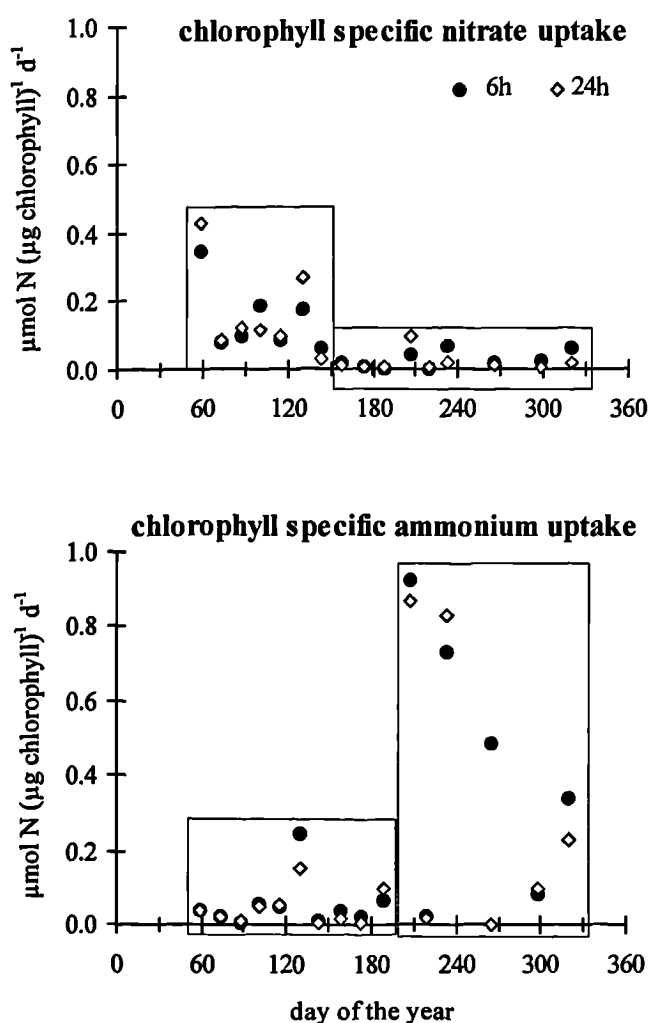 chlorophyll specific nitrate uptake
● 6h ◇ 24h
1.0
0.8
0.6
0.4
0.2
0.0
µmol N (µg chlorophyll)⁻¹ d⁻¹
0 60 120 180 240 300 360
chlorophyll specific ammonium uptake
1.0
0.8
0.6
0.4
0.2
0.0
µmol N (µg chlorophyll)⁻¹ d⁻¹
0 60 120 180 240 300 360
day of the year